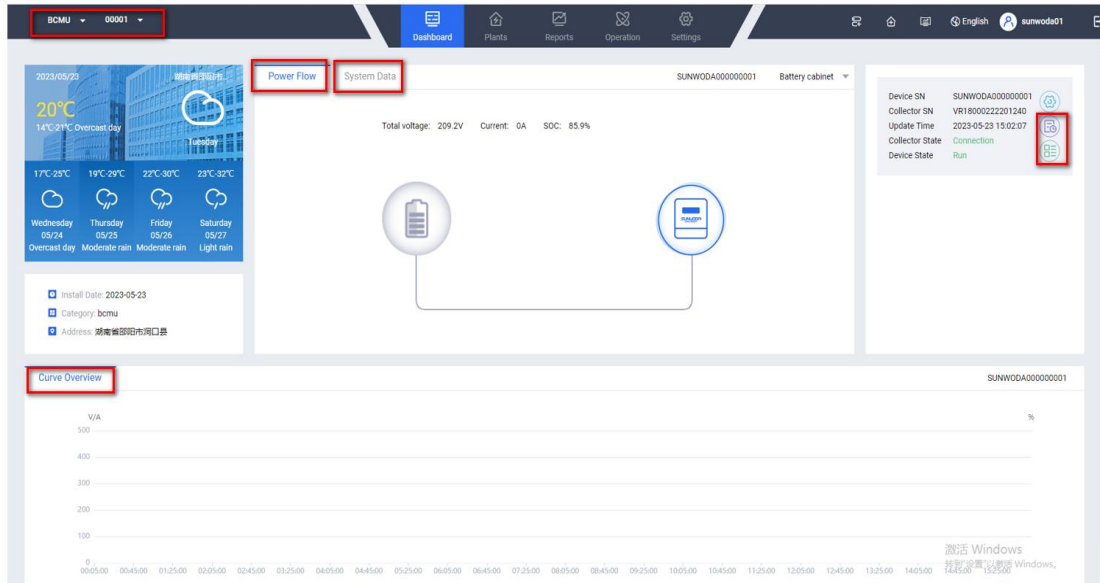 BCMU 00001
Dashboard Plants Reports Operation Settings
English sunwoda01
2023/05/23 湖南省邵阳市...
20℃
14℃-21℃ Overcast day
Tuesday
17℃-25℃ 19℃-29℃ 22℃-30℃ 23℃-32℃
Wednesday Thursday Friday Saturday
05/24 05/25 05/26 05/27
Overcast day Moderate rain Moderate rain Light rain
Install Date: 2023-05-23
Category: bcmu
Address: 湖南省邵阳市洞口县
Power Flow System Data SUNWODA000000001 Battery cabinet
Total voltage: 209.2V Current: 0A SOC: 85.9%
Device SN SUNWODA000000001
Collector SN VR18000222201240
Update Time 2023-05-23 15:02:07
Collector State Connection
Device State Run
Curve Overview SUNWODA000000001
V/A %
500
400
300
200
100
0
00:05:00 00:45:00 01:25:00 02:05:00 02:45:00 03:25:00 04:05:00 04:45:00 05:25:00 06:05:00 06:45:00 07:25:00 08:05:00 08:45:00 09:25:00 10:05:00 10:45:00 11:25:00 12:05:00 12:45:00 13:25:00 14:05:00 14:45:00 15:25:00
激活 Windows
转到"设置"以激活 Windows。